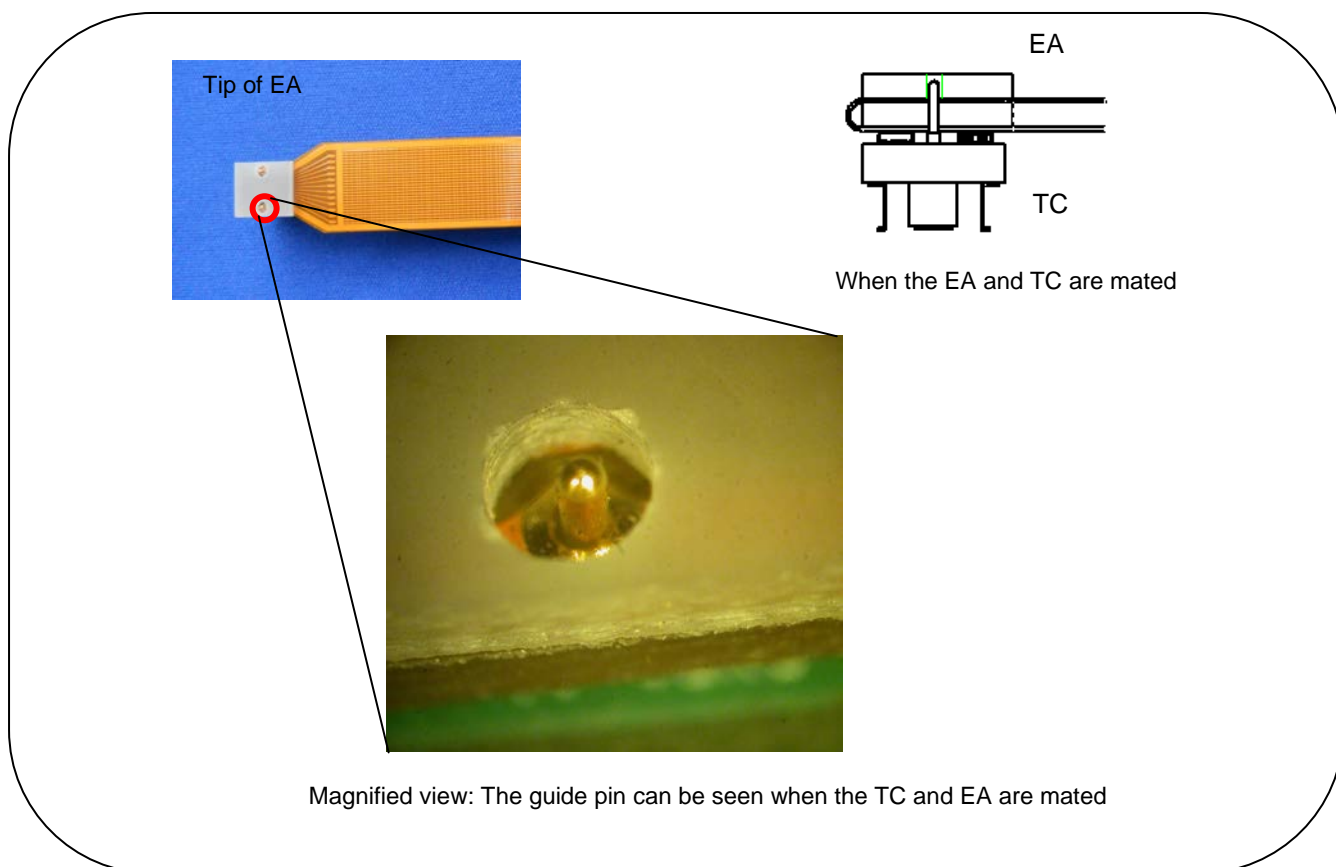 Tip of EA
EA
TC
When the EA and TC are mated
Magnified view: The guide pin can be seen when the TC and EA are mated